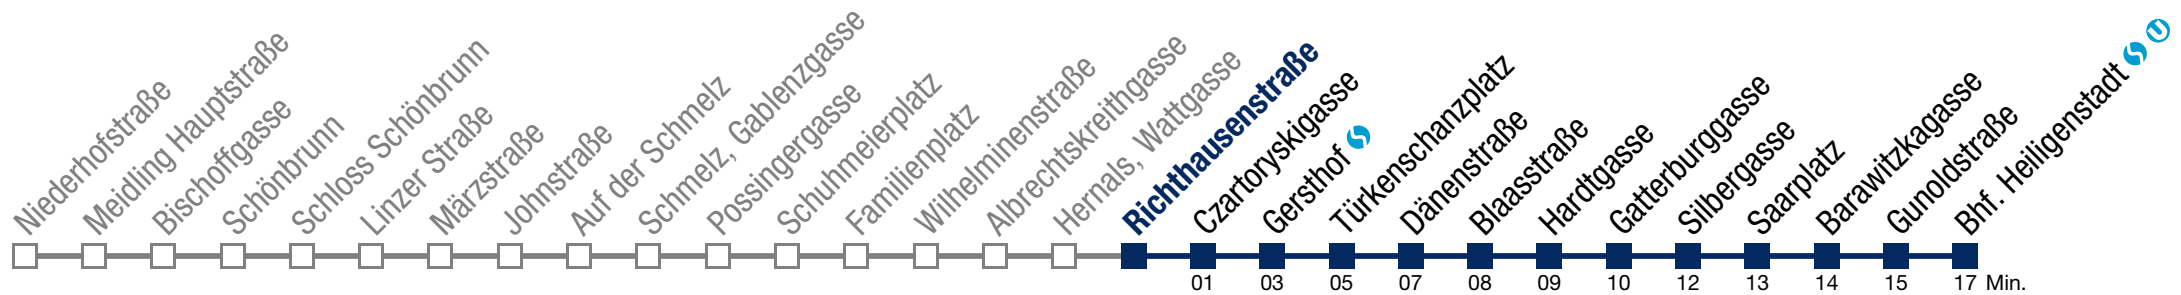 Niederhofstraße
Meidling Hauptstraße
Bischoffgasse
Schönbrunn
Schloss Schönbrunn
Linzer Straße
Märzstraße
Johnstraße
Auf der Schmelz
Schmelz, Gablenzgasse
Possingergasse
Schuhmeierplatz
Familienplatz
Wilhelminenstraße
Albrechtskreithgasse
Hernals, Wattgasse
Richthausenstraße
Czartoryskigasse
Gersthof S
Türkenschanzplatz
Dänenstraße
Blaasstraße
Hardtgasse
Gatterburggasse
Silbergasse
Saarplatz
Barawitzkagasse
Gunoldstraße
Bhf. Heiligenstadt S U
01 03 05 07 08 09 10 12 13 14 15 17 Min.